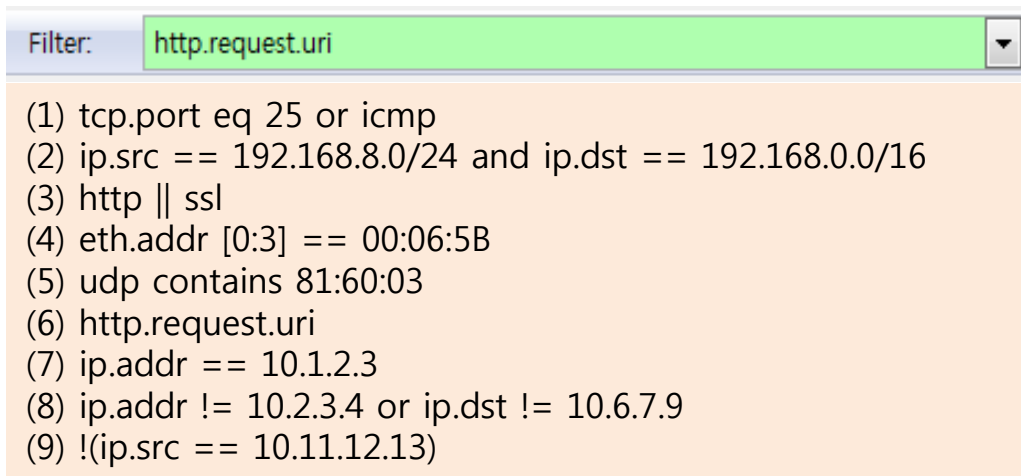 Filter: http.request.uri
(1) tcp.port eq 25 or icmp
(2) ip.src == 192.168.8.0/24 and ip.dst == 192.168.0.0/16
(3) http || ssl
(4) eth.addr [0:3] == 00:06:5B
(5) udp contains 81:60:03
(6) http.request.uri
(7) ip.addr == 10.1.2.3
(8) ip.addr != 10.2.3.4 or ip.dst != 10.6.7.9
(9) !(ip.src == 10.11.12.13)